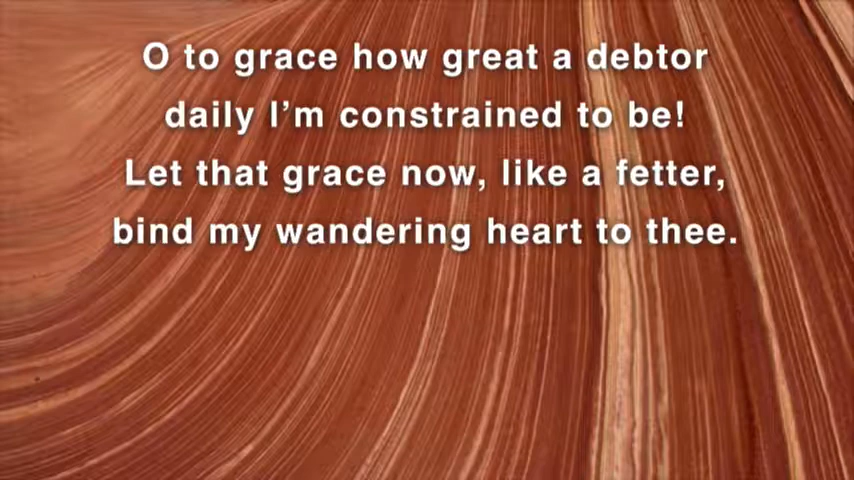 O to grace how great a debtor
daily I’m constrained to be!
Let that grace now, like a fetter,
bind my wandering heart to thee.